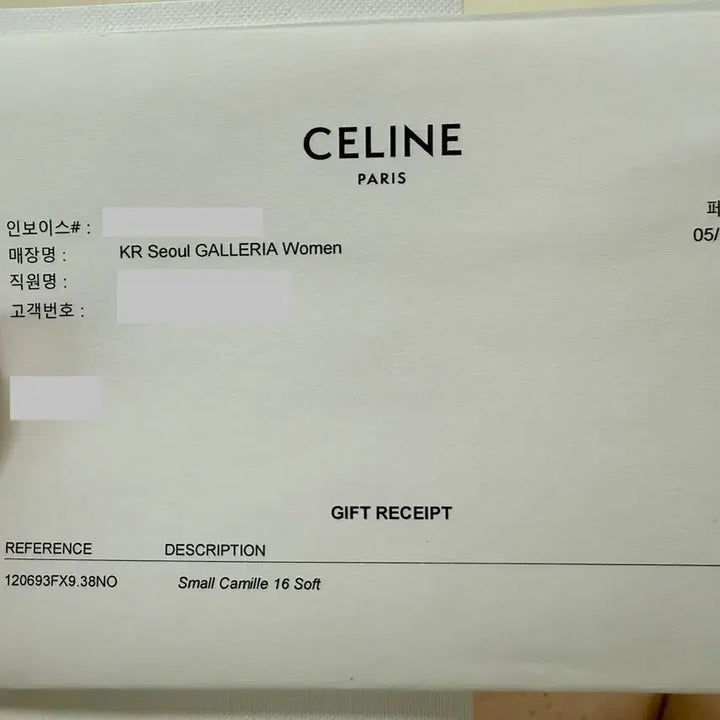 CELINE
PARIS
퍼
05/
인보이스# :
매장명 : KR Seoul GALLERIA Women
직원명 :
고객번호 :
GIFT RECEIPT
REFERENCE DESCRIPTION
120693FX9.38NO Small Camille 16 Soft